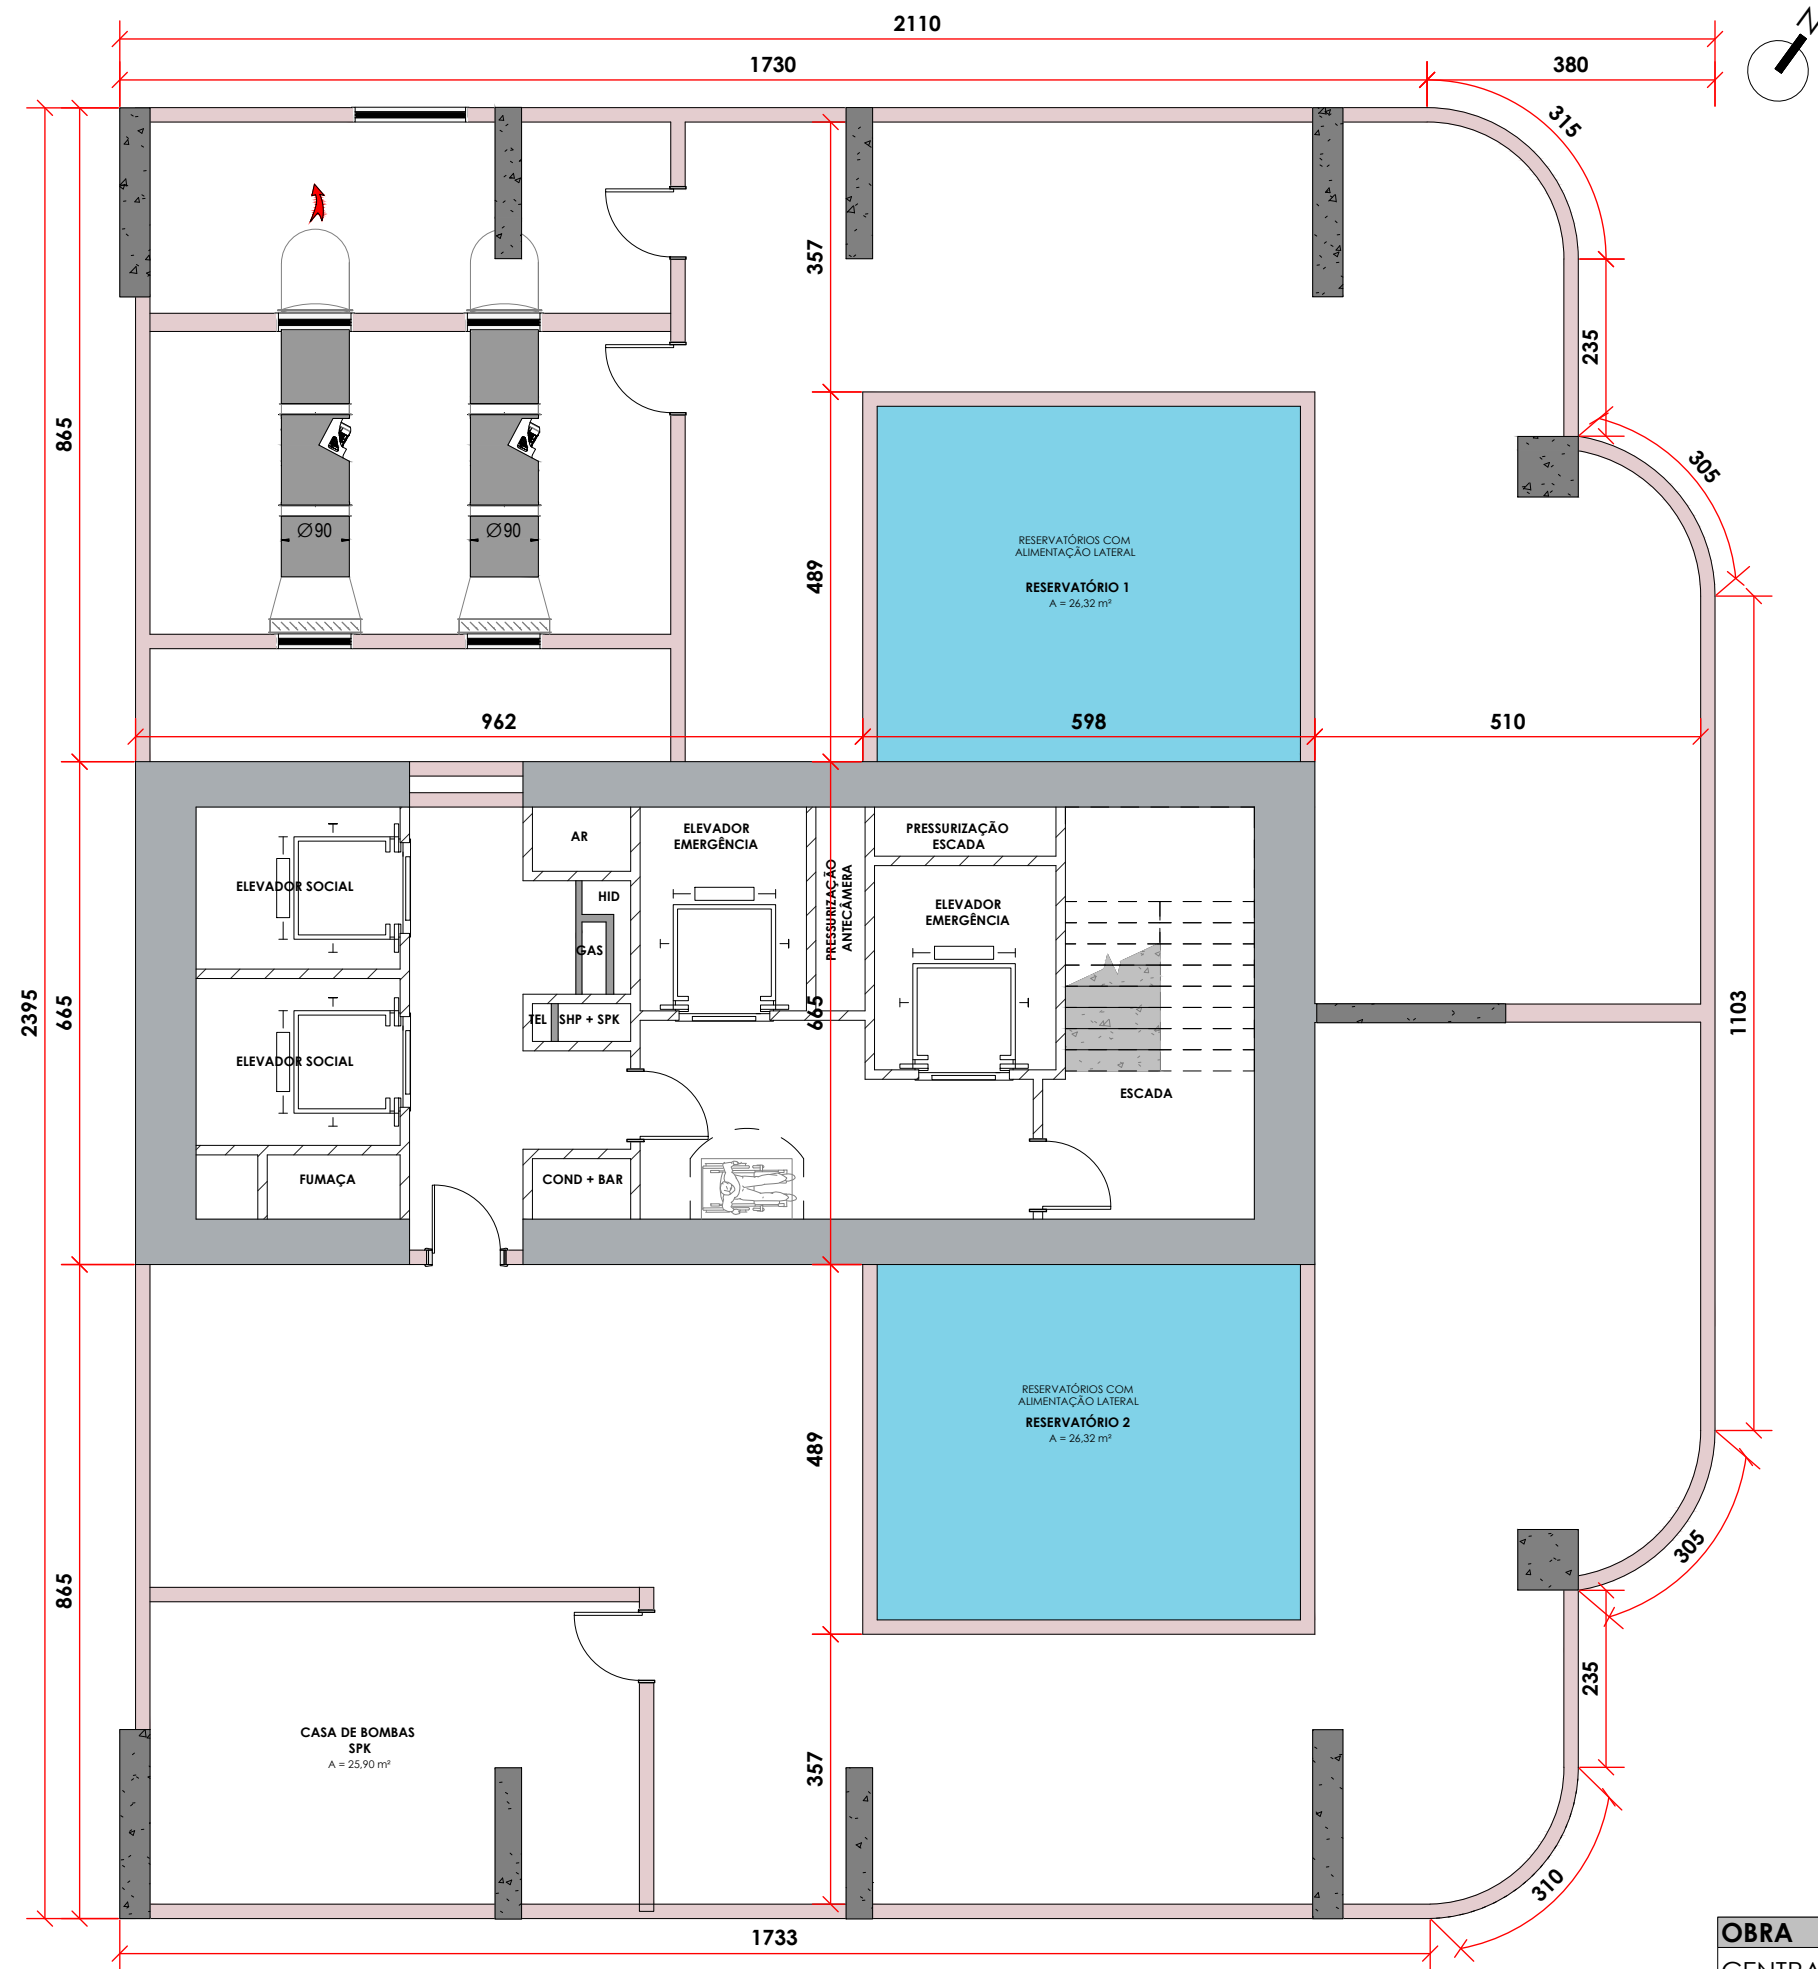 2110
N
1730
380
315
357
235
865
305
Ø90
Ø90
489
RESERVATÓRIOS COM
ALIMENTAÇÃO LATERAL
RESERVATÓRIO 1
A = 26,32 m²
962
598
510
AR
ELEVADOR
EMERGÊNCIA
PRESSURIZAÇÃO
ESCADA
ELEVADOR SOCIAL
HID
PRESSURIZAÇÃO
ANTECÂMERA
ELEVADOR
EMERGÊNCIA
GAS
2395
665
TEL
SHP + SPK
665
1103
ELEVADOR SOCIAL
ESCADA
FUMAÇA
COND + BAR
RESERVATÓRIOS COM
ALIMENTAÇÃO LATERAL
RESERVATÓRIO 2
A = 26,32 m²
489
305
865
235
CASA DE BOMBAS
SPK
A = 25,90 m²
357
310
1733
OBRA
CENTRA